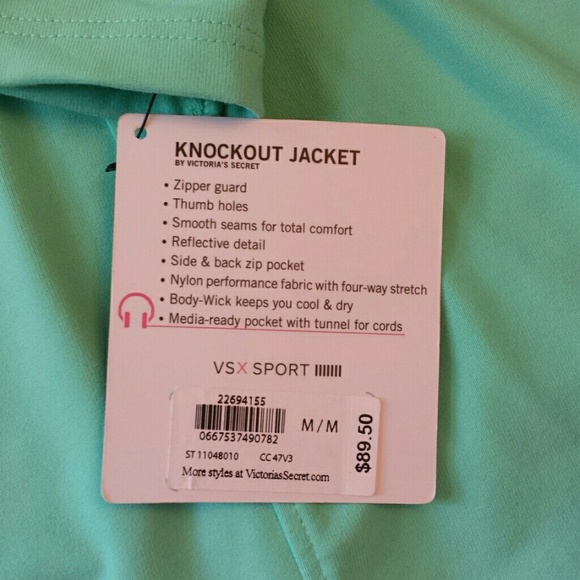 KNOCKOUT JACKET
BY VICTORIA'S SECRET
• Zipper guard
• Thumb holes
• Smooth seams for total comfort
• Reflective detail
• Side & back zip pocket
• Nylon performance fabric with four-way stretch
• Body-Wick keeps you cool & dry
• Media-ready pocket with tunnel for cords
VSX SPORT
22694155
M / M
$89.50
0667537490782
ST 11048010 CC 47V3
More styles at VictoriasSecret.com